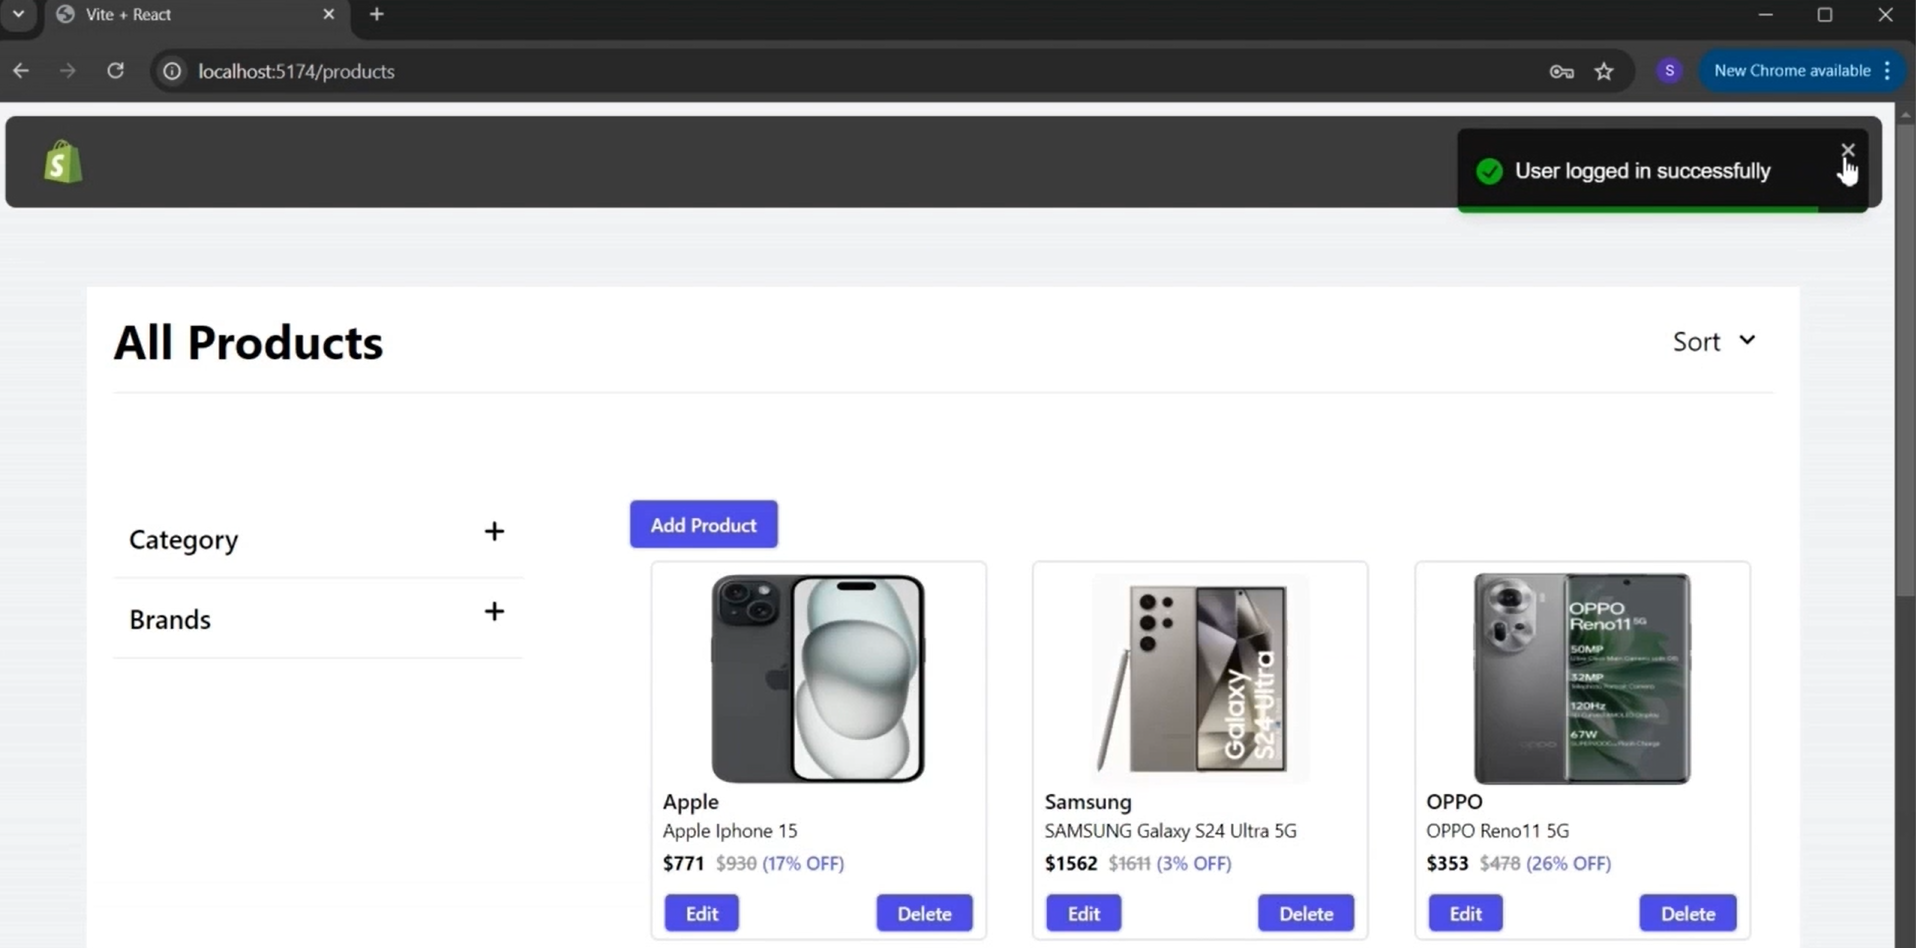 Vite + React
localhost:5174/products
S
New Chrome available
S
User logged in successfully
All Products
Sort
Category
Brands
Add Product
Galaxy
S24 Ultra
OPPO
Reno11 5G
50MP
32MP
120Hz
67W
Apple
Apple Iphone 15
$771 $930 (17% OFF)
Edit Delete
Samsung
SAMSUNG Galaxy S24 Ultra 5G
$1562 $1611 (3% OFF)
Edit Delete
OPPO
OPPO Reno11 5G
$353 $478 (26% OFF)
Edit Delete